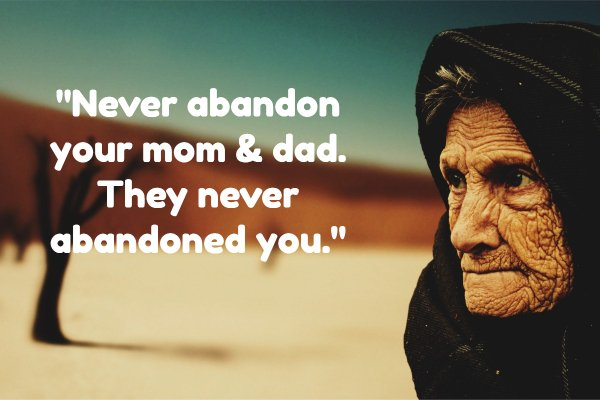 "Never abandon
your mom & dad.
They never
abandoned you."